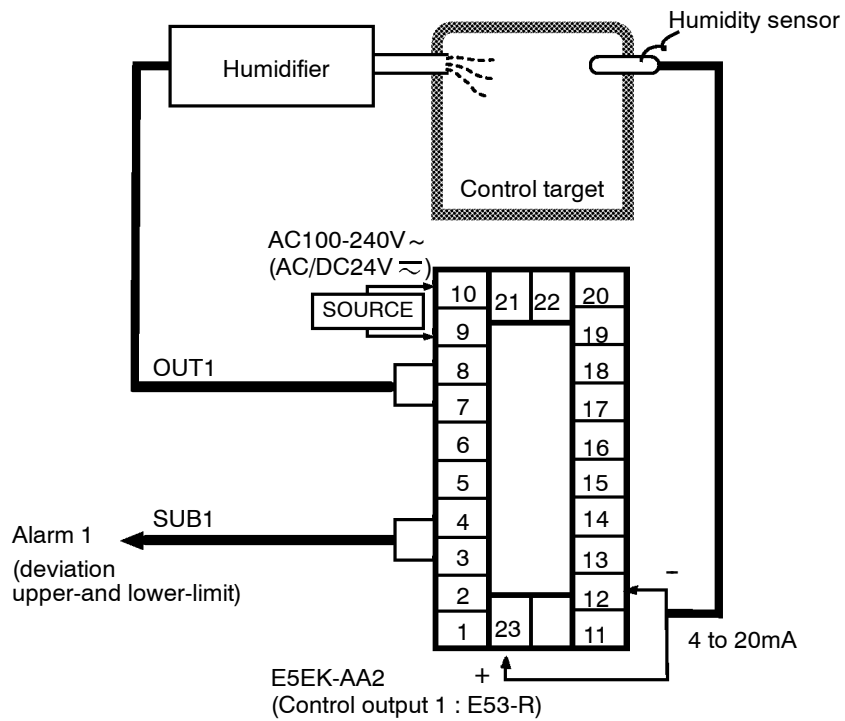 Humidity sensor
Humidifier
Control target
AC100-240V ~
(AC/DC24V ⎓~)
SOURCE
10
21
22
20
9
19
OUT1
8
18
7
17
6
16
5
15
SUB1
4
14
Alarm 1
3
13
(deviation
upper-and lower-limit)
2
12
−
1
23
11
4 to 20mA
E5EK-AA2
+
(Control output 1 : E53-R)